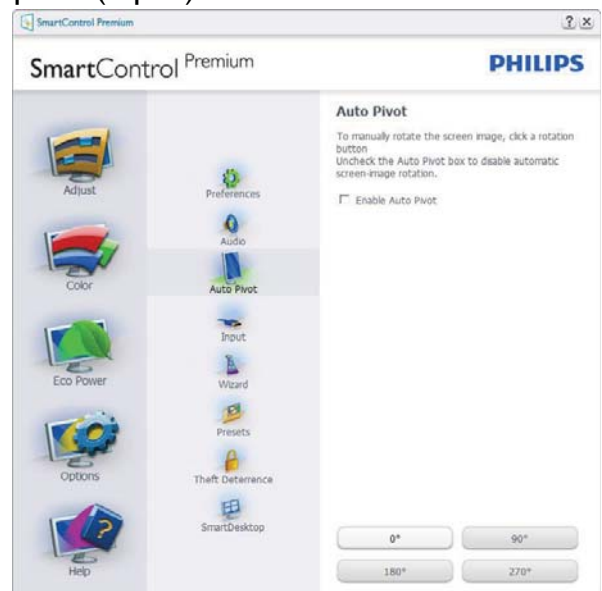 SmartControl Premium
SmartControl Premium
PHILIPS
Adjust
Color
Eco Power
Options
Help
Preferences
Audio
Auto Pivot
Input
Wizard
Presets
Theft Deterrence
SmartDesktop
Auto Pivot
To manually rotate the screen image, click a rotation
button
Uncheck the Auto Pivot box to disable automatic
screen-image rotation.
Enable Auto Pivot
0°
90°
180°
270°